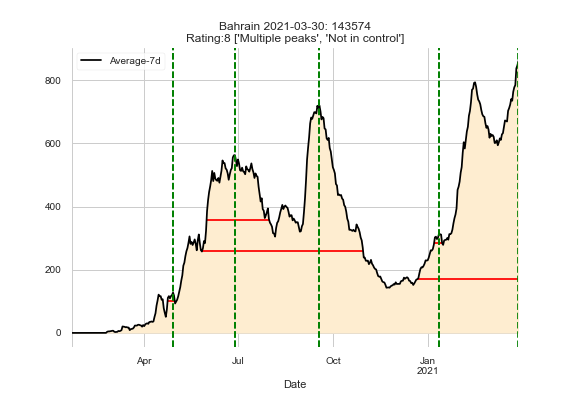 Bahrain 2021-03-30: 143574
Rating:8 ['Multiple peaks', 'Not in control']
Average-7d
800
600
400
200
0
Apr Jul Oct Jan
2021
Date